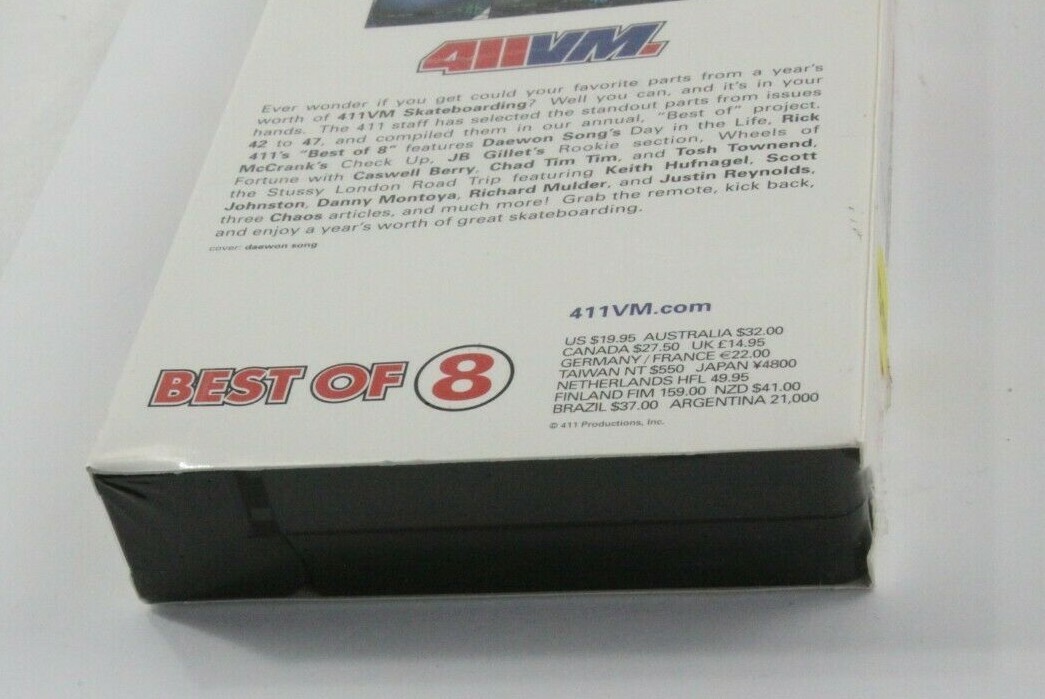 411VM.
Ever wonder if you get could your favorite parts from a year's
worth of 411VM Skateboarding? Well you can, and it's in your
hands. The 411 staff has selected the standout parts from issues
42 to 47, and compiled them in our annual, "Best of" project.
411's "Best of 8" features Daewon Song's Day in the Life, Rick
McCrank's Check Up, JB Gillet's Rookie section, Wheels of
Fortune with Caswell Berry, Chad Tim Tim, and Tosh Townend,
the Stussy London Road Trip featuring Keith Hufnagel, Scott
Johnston, Danny Montoya, Richard Mulder, and Justin Reynolds,
three Chaos articles, and much more! Grab the remote, kick back,
and enjoy a year's worth of great skateboarding.
cover: daewon song
411VM.com
US $19.95 AUSTRALIA $32.00
CANADA $27.50 UK £14.95
GERMANY/FRANCE €22.00
TAIWAN NT $550 JAPAN ¥4800
NETHERLANDS HFL 49.95
FINLAND FIM 159.00 NZD $41.00
BRAZIL $37.00 ARGENTINA 21,000
© 411 Productions, Inc.
BEST OF 8